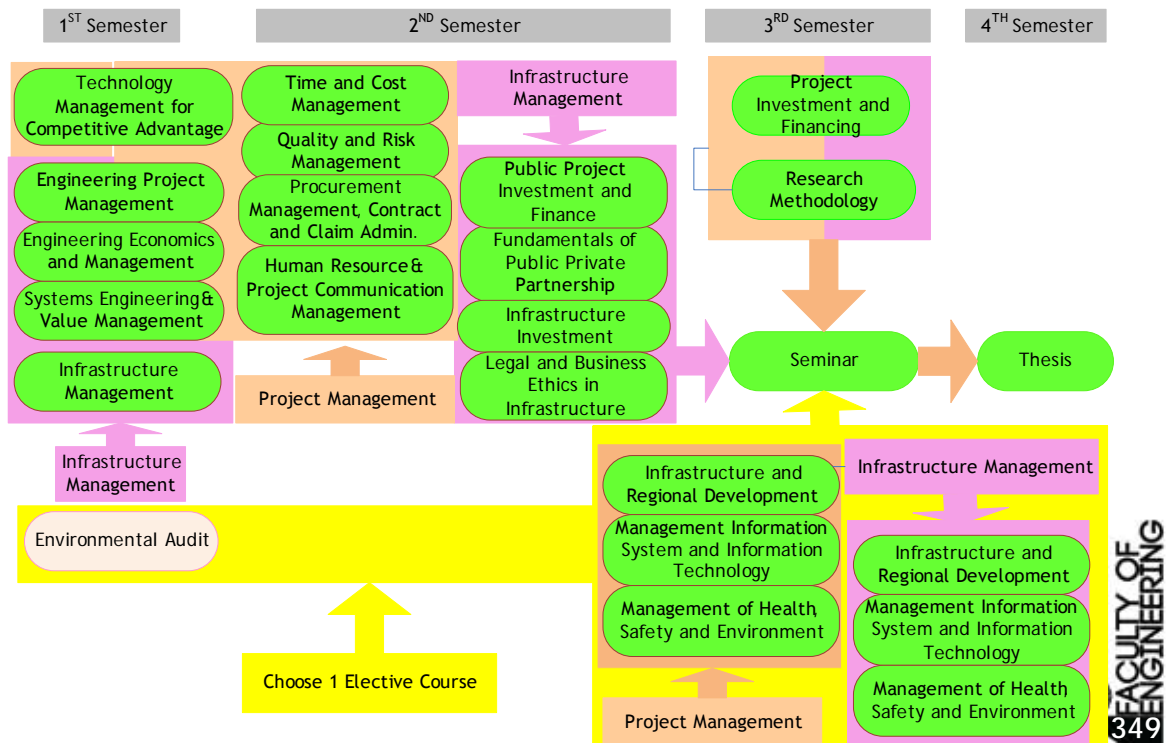 1ST Semester
2ND Semester
3RD Semester
4TH Semester
Technology
Management for
Competitive Advantage
Engineering Project
Management
Engineering Economics
and Management
Systems Engineering&
Value Management
Infrastructure
Management
Infrastructure
Management
Time and Cost
Management
Quality and Risk
Management
Procurement
Management, Contract
and Claim Admin.
Human Resource&
Project Communication
Management
Project Management
Infrastructure
Management
Public Project
Investment and
Finance
Fundamentals of
Public Private
Partnership
Infrastructure
Investment
Legal and Business
Ethics in
Infrastructure
Project
Investment and
Financing
Research
Methodology
Seminar
Thesis
Environmental Audit
Choose 1 Elective Course
Infrastructure and
Regional Development
Management Information
System and Information
Technology
Management of Health,
Safety and Environment
Project Management
Infrastructure Management
Infrastructure and
Regional Development
Management Information
System and Information
Technology
Management of Health,
Safety and Environment
FACULTY OF
ENGINEERING
349